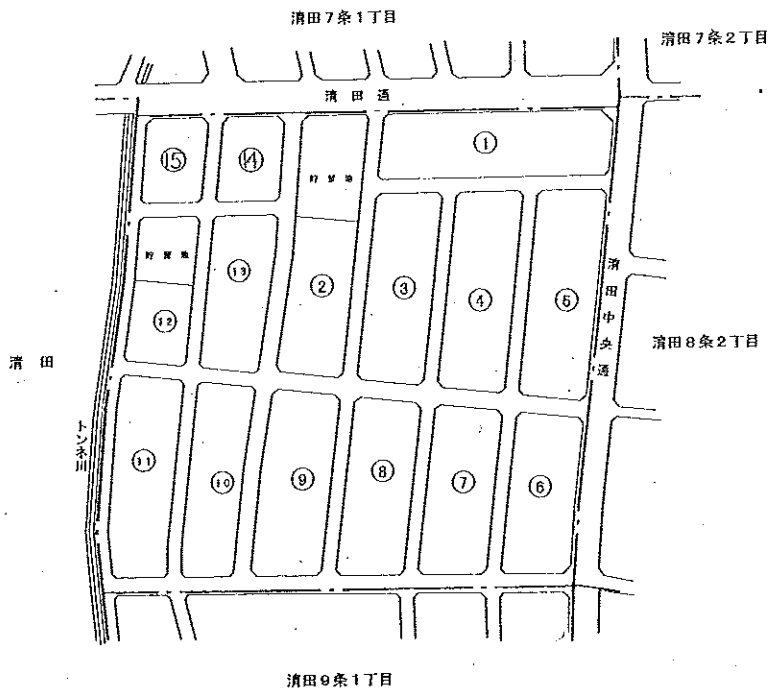 清田7条1丁目
清田7条2丁目
清田通
⑮
⑭
貯留地
①
貯留地
⑬
②
③
④
⑤
⑫
清田中央通
清田8条2丁目
清田
トンネ川
⑪
⑩
⑨
⑧
⑦
⑥
清田9条1丁目